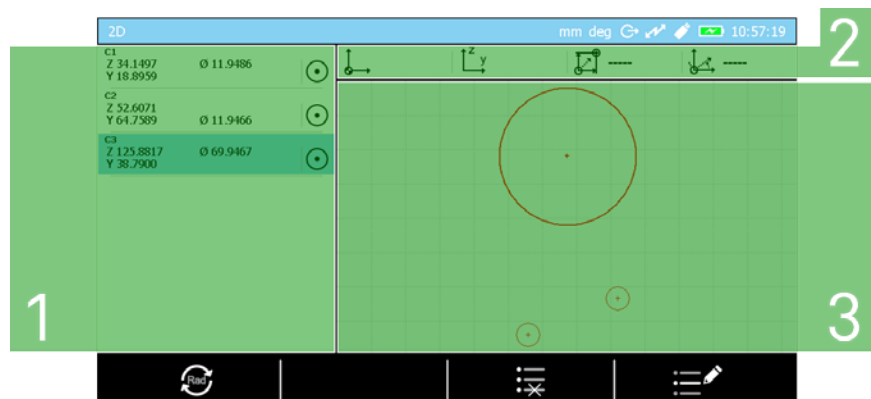 2D
mm deg 10:57:19
2
C1
Z 34.1497 Ø 11.9486
Y 18.8959
z
y
-----
-----
C2
Z 52.6071
Y 64.7589 Ø 11.9466
C3
Z 125.8817 Ø 69.9467
Y 38.7900
1
3
Rad